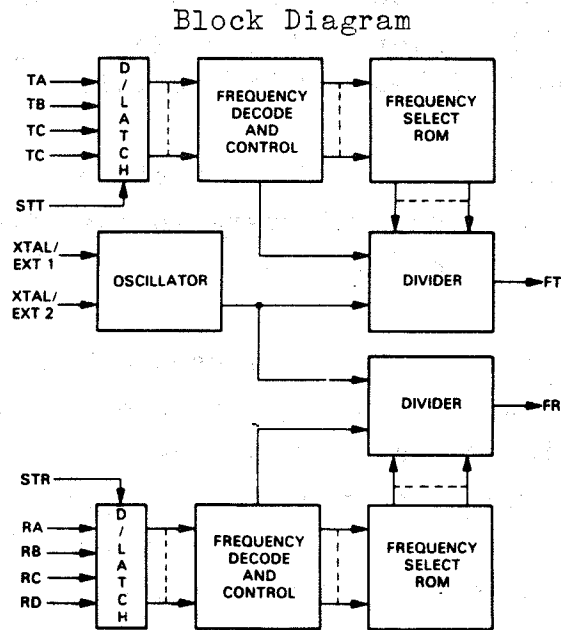 Block Diagram
TA
TB
TC
TC
STT
D/LATCH
FREQUENCY
DECODE
AND
CONTROL
FREQUENCY
SELECT
ROM
XTAL/
EXT 1
XTAL/
EXT 2
OSCILLATOR
DIVIDER
FT
DIVIDER
FR
STR
RA
RB
RC
RD
D/LATCH
FREQUENCY
DECODE
AND
CONTROL
FREQUENCY
SELECT
ROM